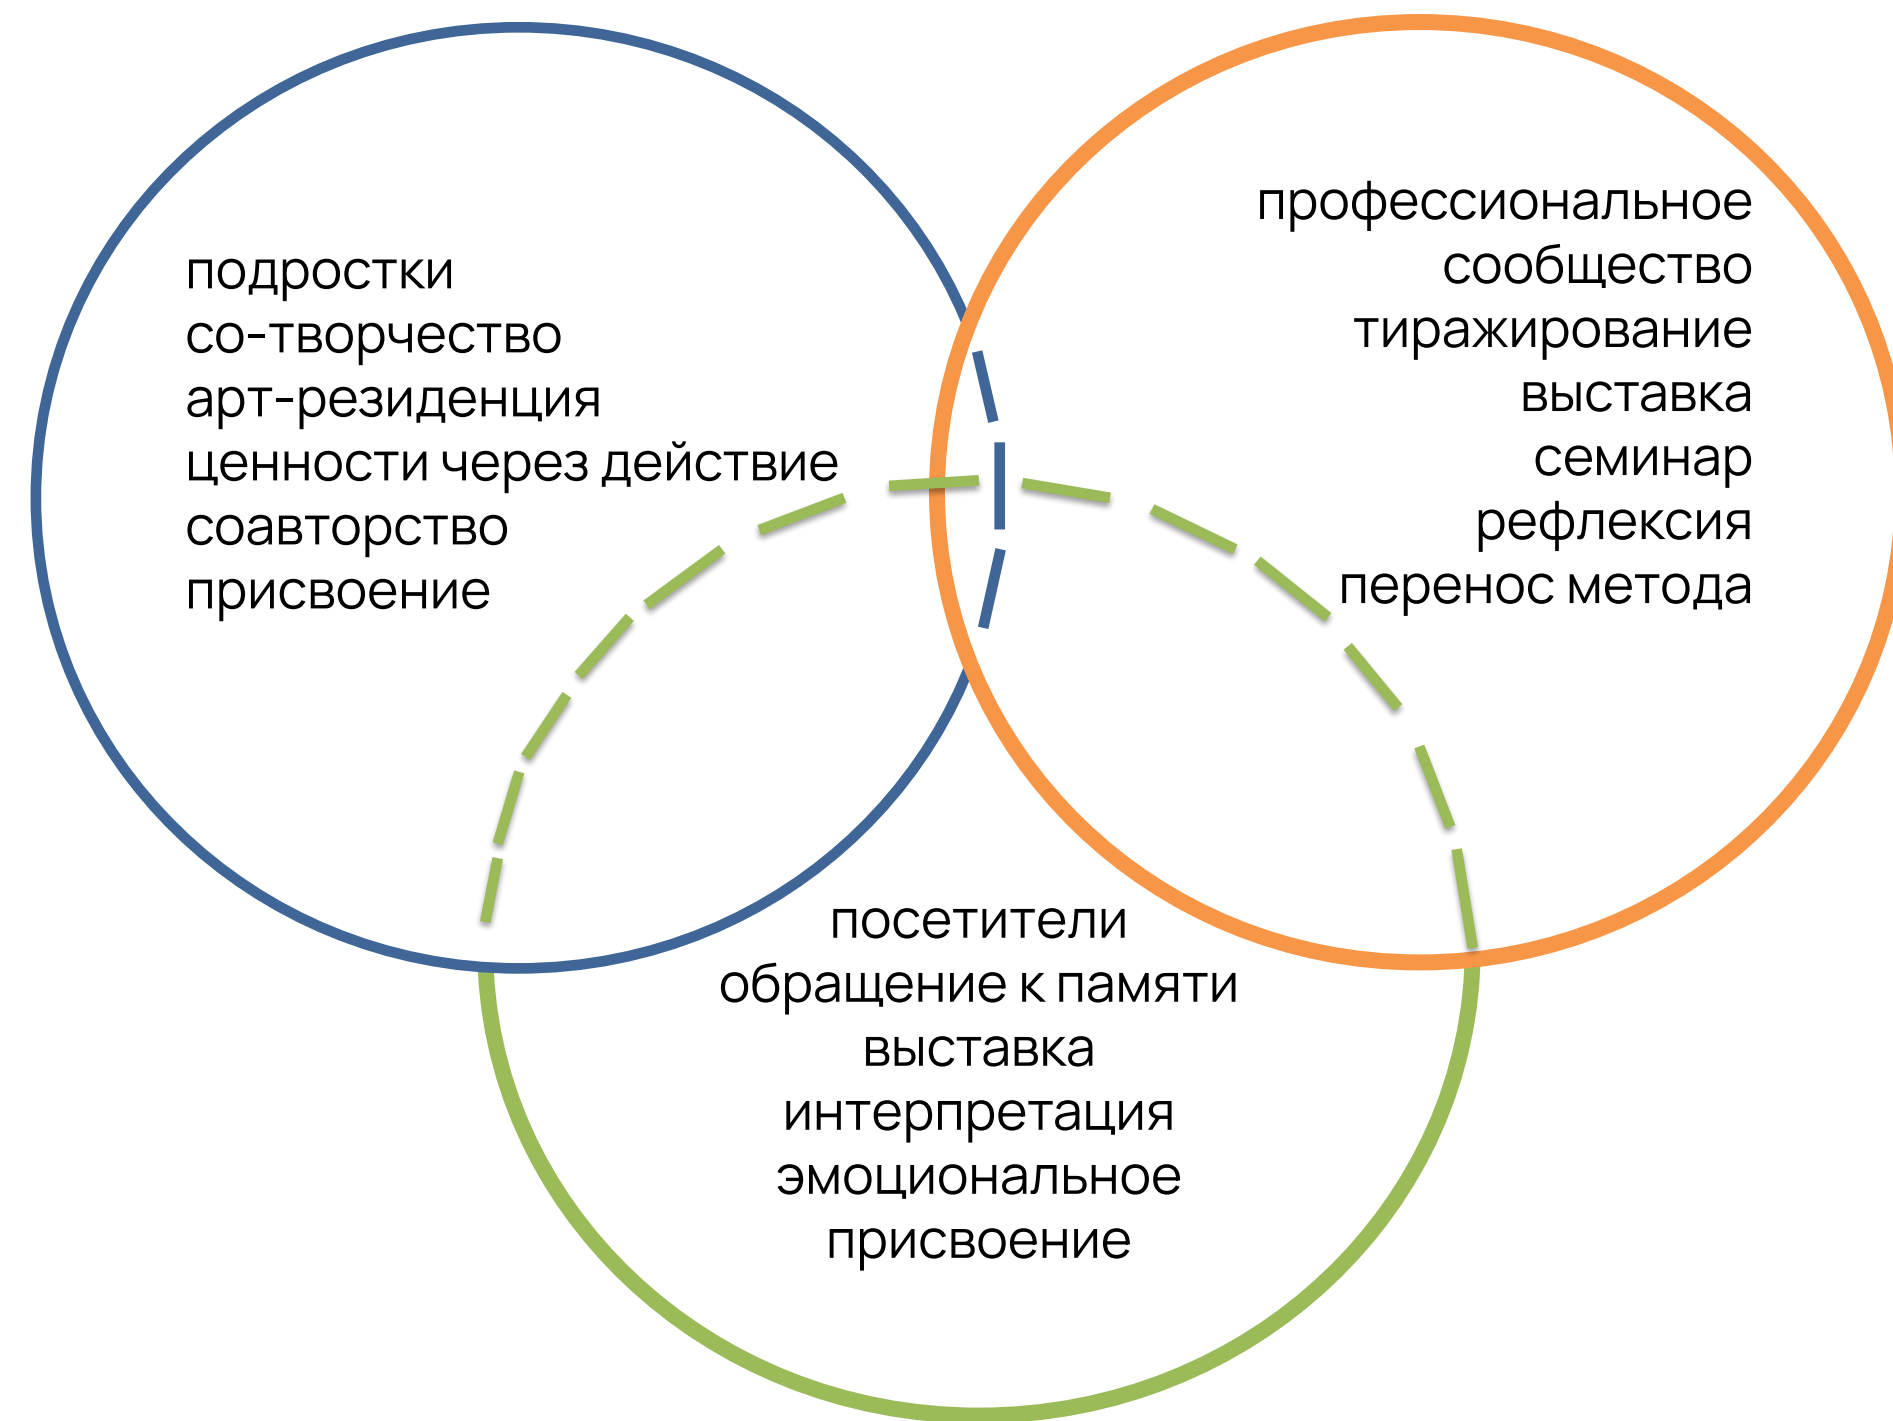 подростки
со-творчество
арт-резиденция
ценности через действие
соавторство
присвоение
профессиональное
сообщество
тиражирование
выставка
семинар
рефлексия
перенос метода
посетители
обращение к памяти
выставка
интерпретация
эмоциональное
присвоение